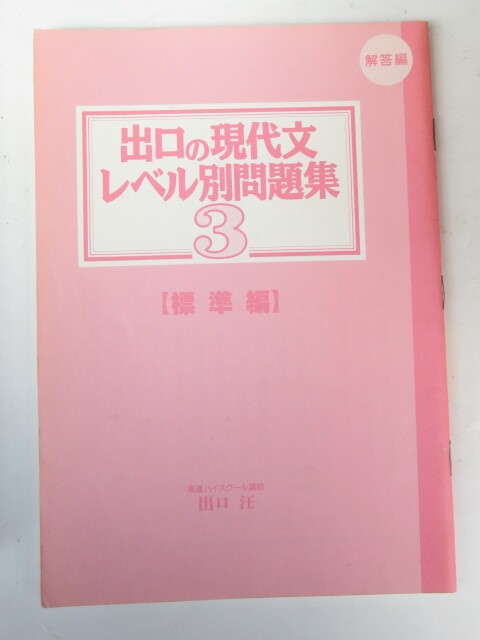 解答編
出口の現代文
レベル別問題集
3
【標準編】
東進ハイスクール講師
出口 汪